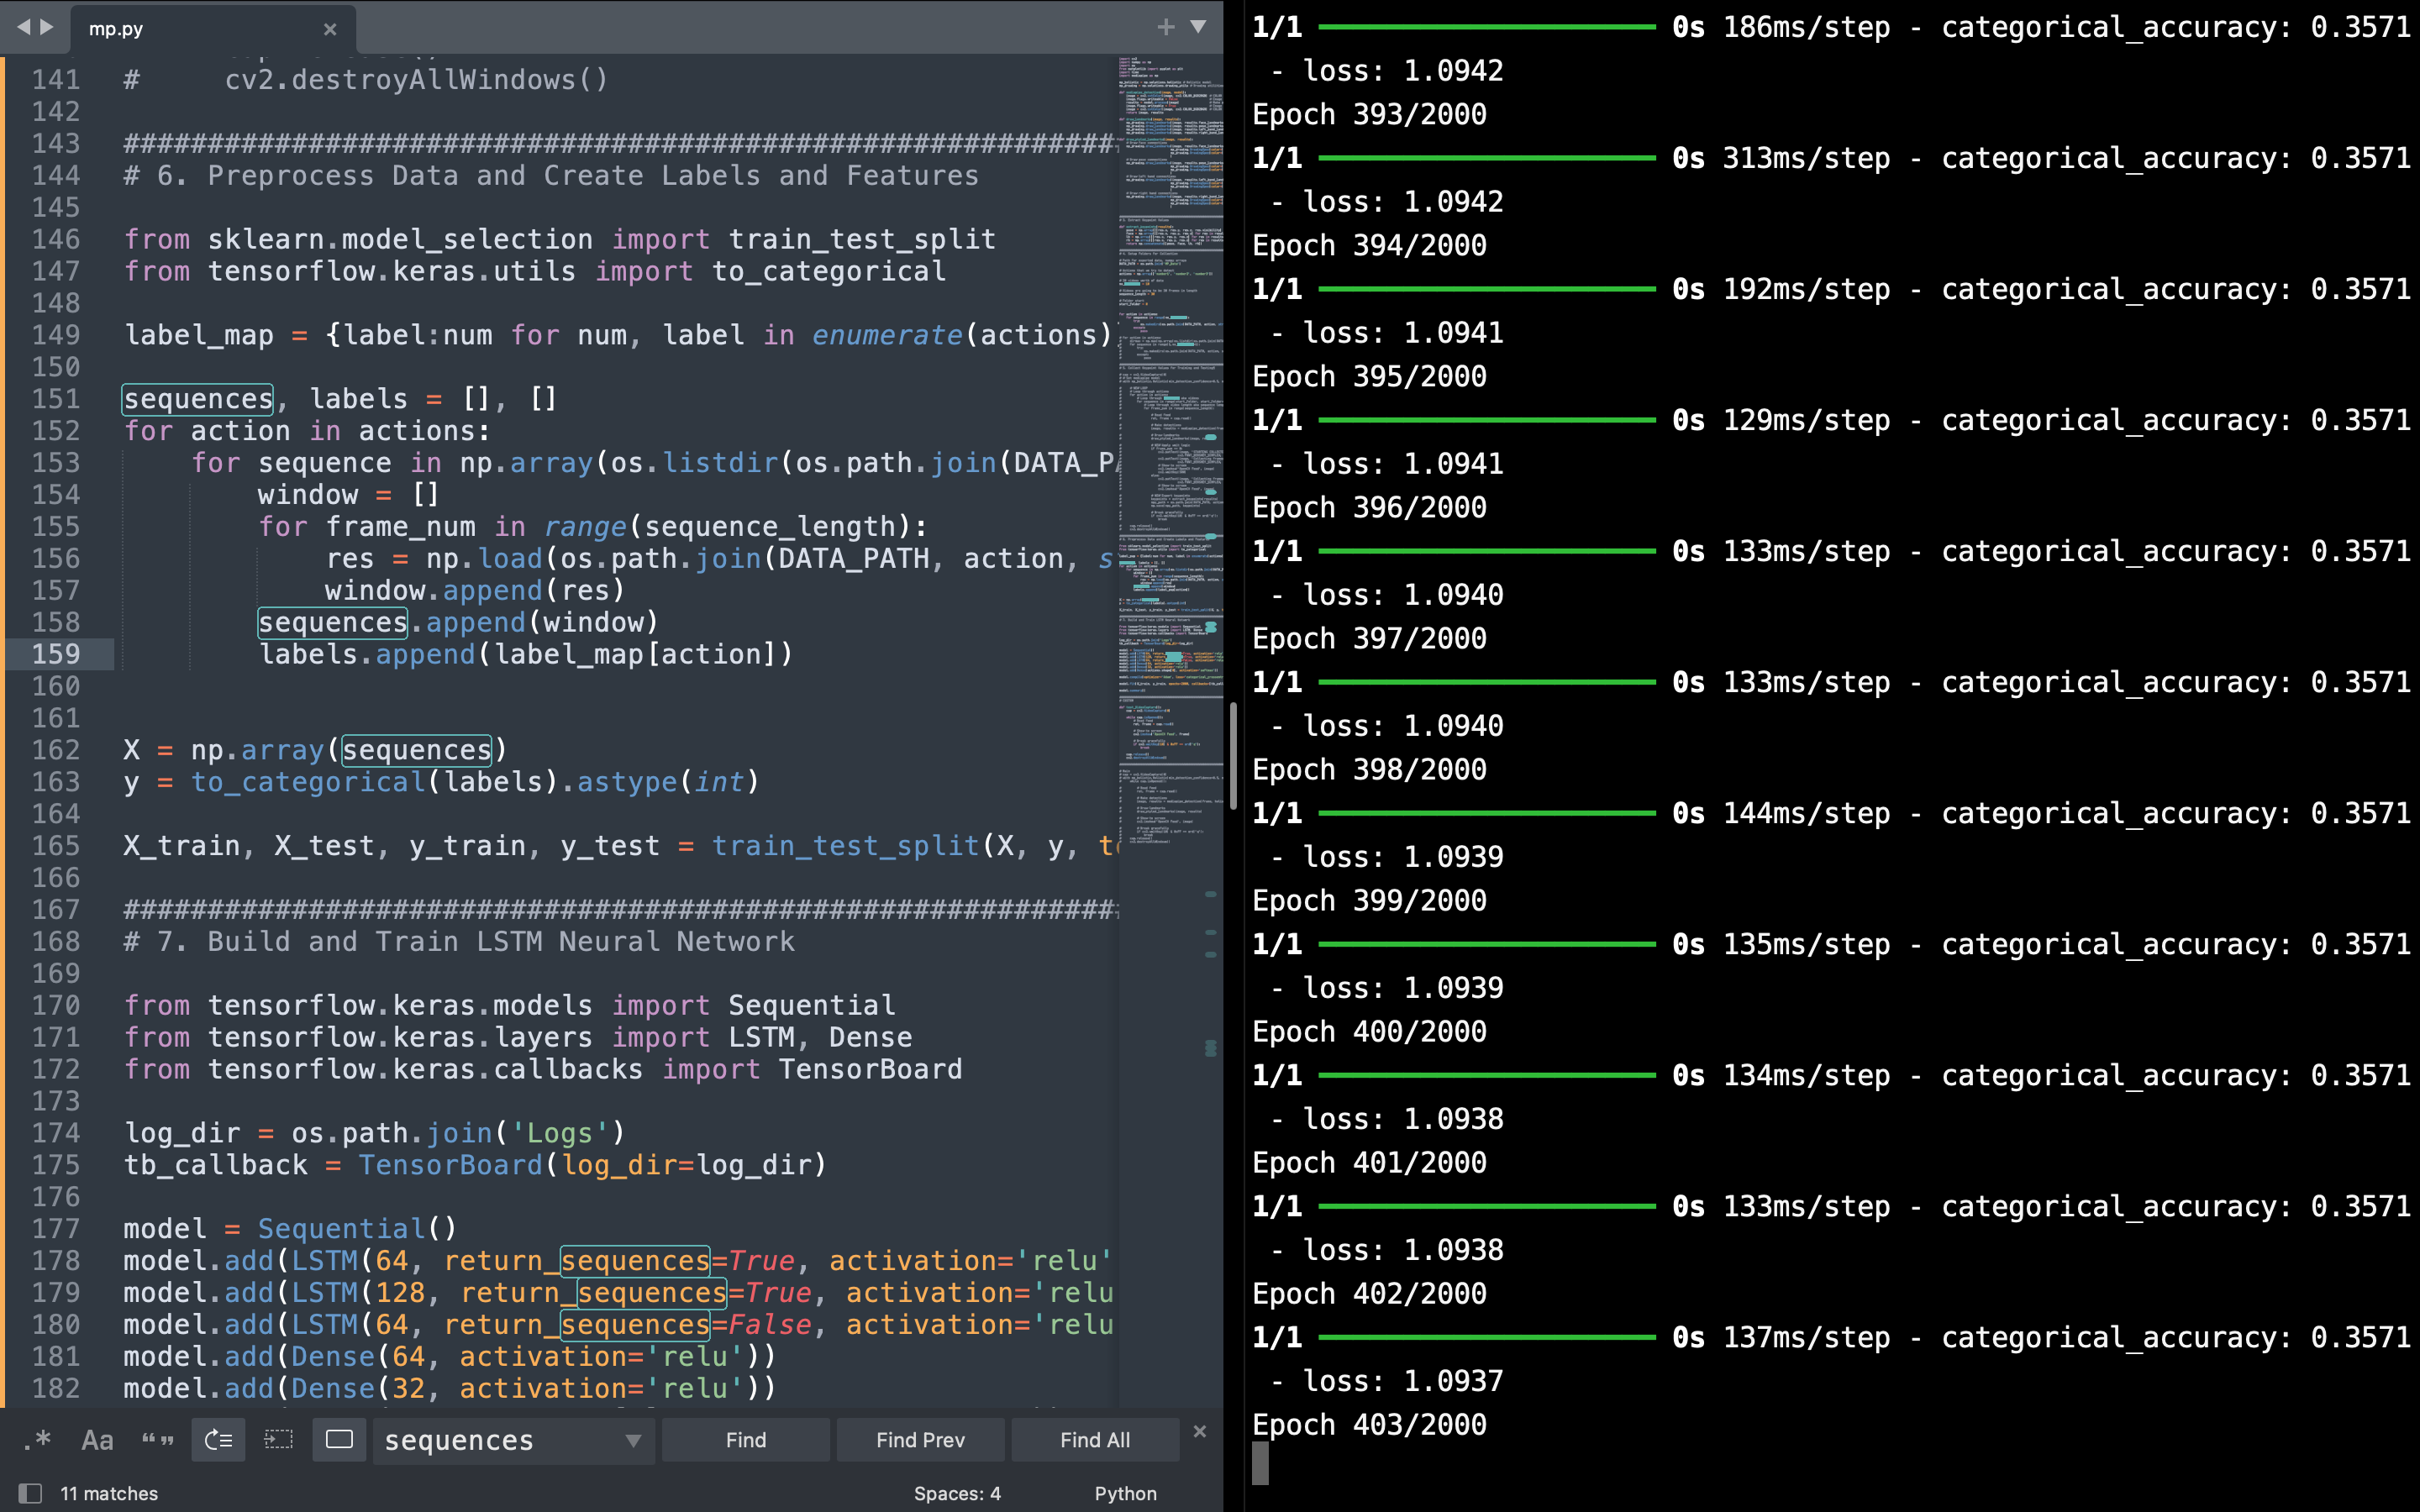 mp.py
141 # cv2.destroyAllWindows()
142
143 ###########################################################
144 # 6. Preprocess Data and Create Labels and Features
145
146 from sklearn.model_selection import train_test_split
147 from tensorflow.keras.utils import to_categorical
148
149 label_map = {label:num for num, label in enumerate(actions)
150
151 sequences, labels = [], []
152 for action in actions:
153 for sequence in np.array(os.listdir(os.path.join(DATA_PA
154 window = []
155 for frame_num in range(sequence_length):
156 res = np.load(os.path.join(DATA_PATH, action, s
157 window.append(res)
158 sequences.append(window)
159 labels.append(label_map[action])
160
161
162 X = np.array(sequences)
163 y = to_categorical(labels).astype(int)
164
165 X_train, X_test, y_train, y_test = train_test_split(X, y, te
166
167 ###########################################################
168 # 7. Build and Train LSTM Neural Network
169
170 from tensorflow.keras.models import Sequential
171 from tensorflow.keras.layers import LSTM, Dense
172 from tensorflow.keras.callbacks import TensorBoard
173
174 log_dir = os.path.join('Logs')
175 tb_callback = TensorBoard(log_dir=log_dir)
176
177 model = Sequential()
178 model.add(LSTM(64, return_sequences=True, activation='relu'
179 model.add(LSTM(128, return_sequences=True, activation='relu
180 model.add(LSTM(64, return_sequences=False, activation='relu
181 model.add(Dense(64, activation='relu'))
182 model.add(Dense(32, activation='relu'))
.* Aa “” sequences Find Find Prev Find All
11 matches Spaces: 4 Python
1/1 0s 186ms/step - categorical_accuracy: 0.3571
- loss: 1.0942
Epoch 393/2000
1/1 0s 313ms/step - categorical_accuracy: 0.3571
- loss: 1.0942
Epoch 394/2000
1/1 0s 192ms/step - categorical_accuracy: 0.3571
- loss: 1.0941
Epoch 395/2000
1/1 0s 129ms/step - categorical_accuracy: 0.3571
- loss: 1.0941
Epoch 396/2000
1/1 0s 133ms/step - categorical_accuracy: 0.3571
- loss: 1.0940
Epoch 397/2000
1/1 0s 133ms/step - categorical_accuracy: 0.3571
- loss: 1.0940
Epoch 398/2000
1/1 0s 144ms/step - categorical_accuracy: 0.3571
- loss: 1.0939
Epoch 399/2000
1/1 0s 135ms/step - categorical_accuracy: 0.3571
- loss: 1.0939
Epoch 400/2000
1/1 0s 134ms/step - categorical_accuracy: 0.3571
- loss: 1.0938
Epoch 401/2000
1/1 0s 133ms/step - categorical_accuracy: 0.3571
- loss: 1.0938
Epoch 402/2000
1/1 0s 137ms/step - categorical_accuracy: 0.3571
- loss: 1.0937
Epoch 403/2000